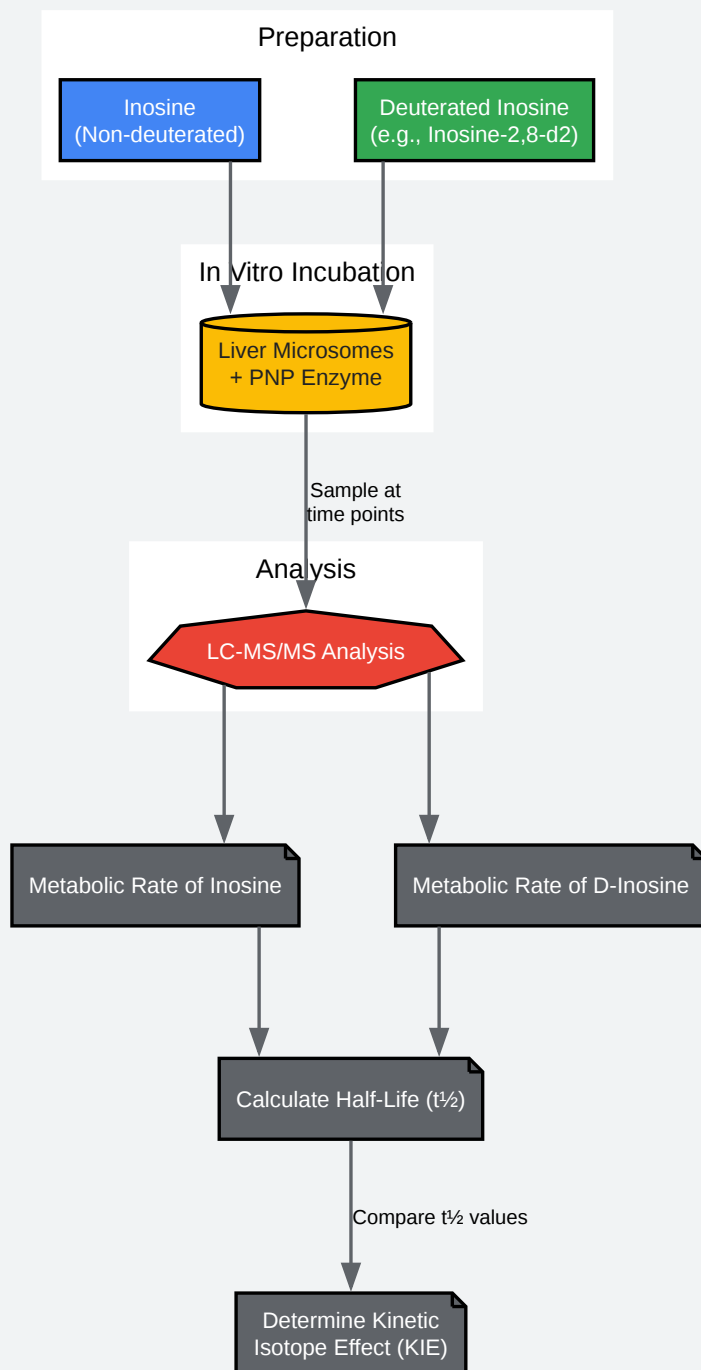 Preparation
Inosine
(Non-deuterated)
Deuterated Inosine
(e.g., Inosine-2,8-d2)
In Vitro Incubation
Liver Microsomes
+ PNP Enzyme
Sample at
time points
Analysis
LC-MS/MS Analysis
Metabolic Rate of Inosine
Metabolic Rate of D-Inosine
Calculate Half-Life (t½)
Compare t½ values
Determine Kinetic
Isotope Effect (KIE)